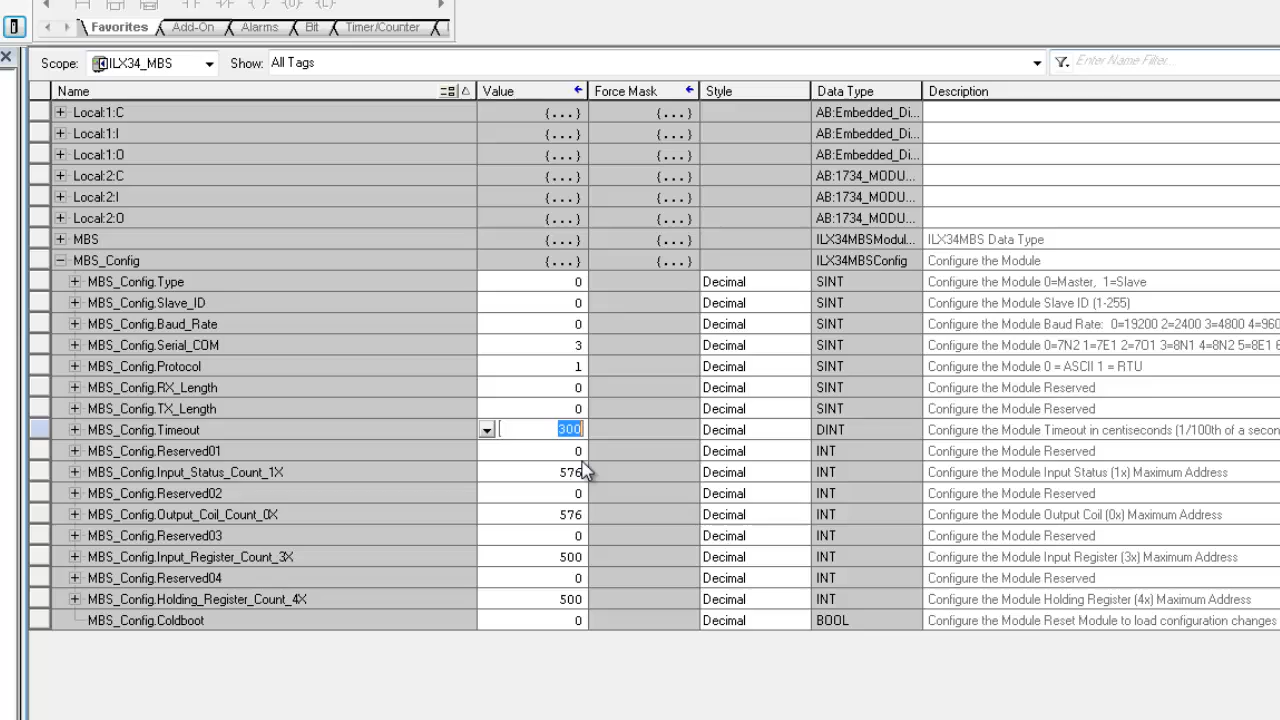 Favorites Add-On Alarms Bit Timer/Counter
Scope: ILX34_MBS Show: All Tags Enter Name Filter...
Name Value Force Mask Style Data Type Description
Local:1:C {...} {...} AB:Embedded_Di...
Local:1:I {...} {...} AB:Embedded_Di...
Local:1:O {...} {...} AB:Embedded_Di...
Local:2:C {...} {...} AB:1734_MODU...
Local:2:I {...} {...} AB:1734_MODU...
Local:2:O {...} {...} AB:1734_MODU...
MBS {...} {...} ILX34MBSModul... ILX34MBS Data Type
MBS_Config {...} {...} ILX34MBSConfig Configure the Module
MBS_Config.Type 0 Decimal SINT Configure the Module 0=Master, 1=Slave
MBS_Config.Slave_ID 0 Decimal SINT Configure the Module Slave ID (1-255)
MBS_Config.Baud_Rate 0 Decimal SINT Configure the Module Baud Rate: 0=19200 2=2400 3=4800 4=960
MBS_Config.Serial_COM 3 Decimal SINT Configure the Module 0=7N2 1=7E1 2=7O1 3=8N1 4=8N2 5=8E1 6
MBS_Config.Protocol 1 Decimal SINT Configure the Module 0 = ASCII 1 = RTU
MBS_Config.RX_Length 0 Decimal SINT Configure the Module Reserved
MBS_Config.TX_Length 0 Decimal SINT Configure the Module Reserved
MBS_Config.Timeout 300 Decimal DINT Configure the Module Timeout in centiseconds (1/100th of a secon
MBS_Config.Reserved01 0 Decimal INT Configure the Module Reserved
MBS_Config.Input_Status_Count_1X 576 Decimal INT Configure the Module Input Status (1x) Maximum Address
MBS_Config.Reserved02 0 Decimal INT Configure the Module Reserved
MBS_Config.Output_Coil_Count_0X 576 Decimal INT Configure the Module Output Coil (0x) Maximum Address
MBS_Config.Reserved03 0 Decimal INT Configure the Module Reserved
MBS_Config.Input_Register_Count_3X 500 Decimal INT Configure the Module Input Register (3x) Maximum Address
MBS_Config.Reserved04 0 Decimal INT Configure the Module Reserved
MBS_Config.Holding_Register_Count_4X 500 Decimal INT Configure the Module Holding Register (4x) Maximum Address
MBS_Config.Coldboot 0 Decimal BOOL Configure the Module Reset Module to load configuration changes